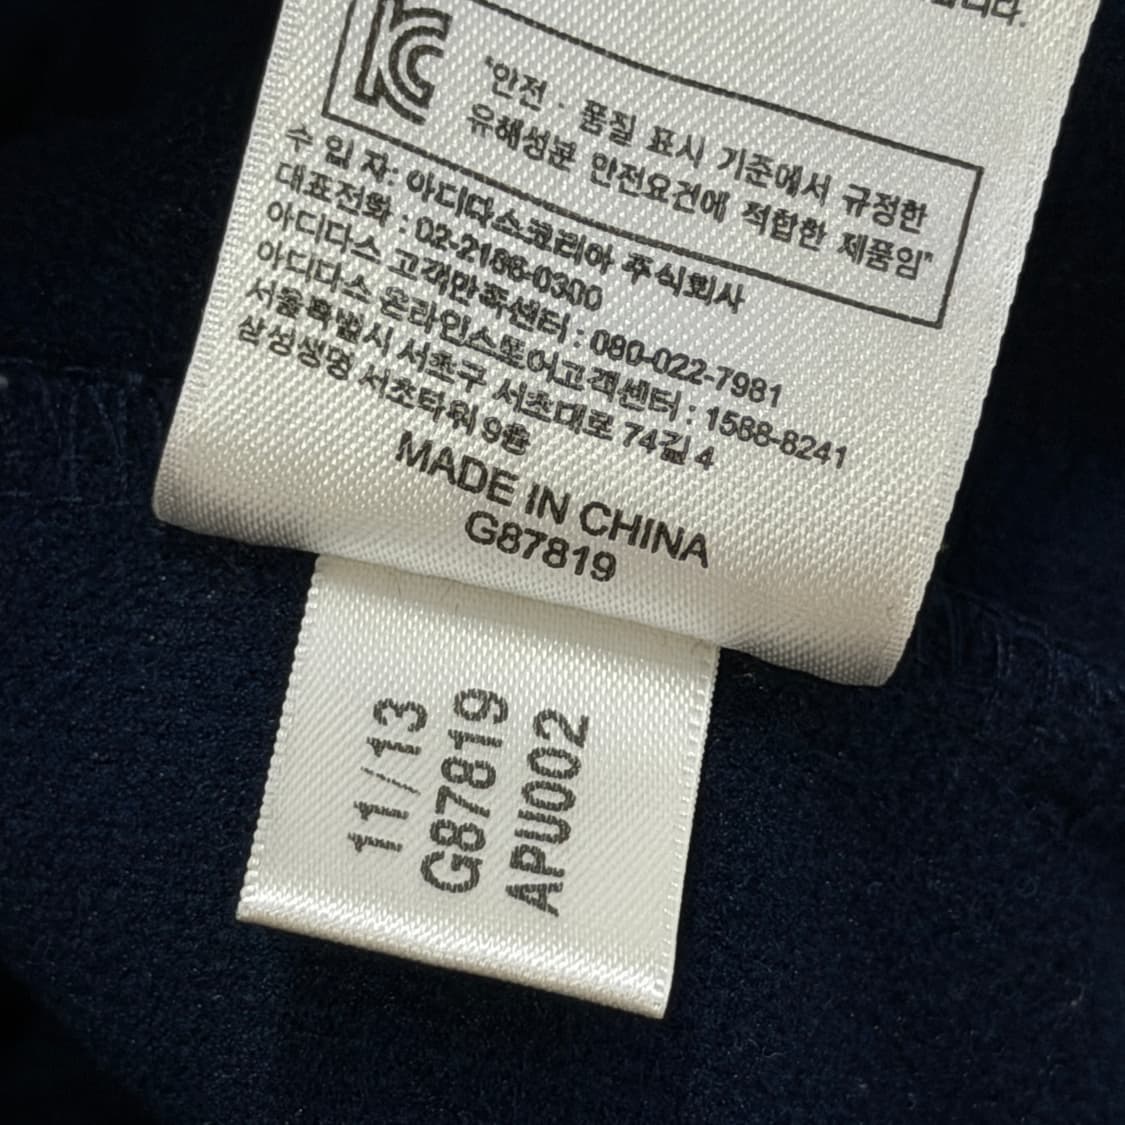 KC
"안전 · 품질 표시 기준에서 규정한
유해성분 안전요건에 적합한 제품임"
수 입 자: 아디다스코리아 주식회사
대표전화 : 02-2186-0300
아디다스 고객만족센터 : 080-022-7981
아디다스 온라인스토어고객센터 : 1588-8241
서울특별시 서초구 서초대로 74길 4
삼성생명 서초타워 9층
MADE IN CHINA
G87819
11/13
G87819
APU002